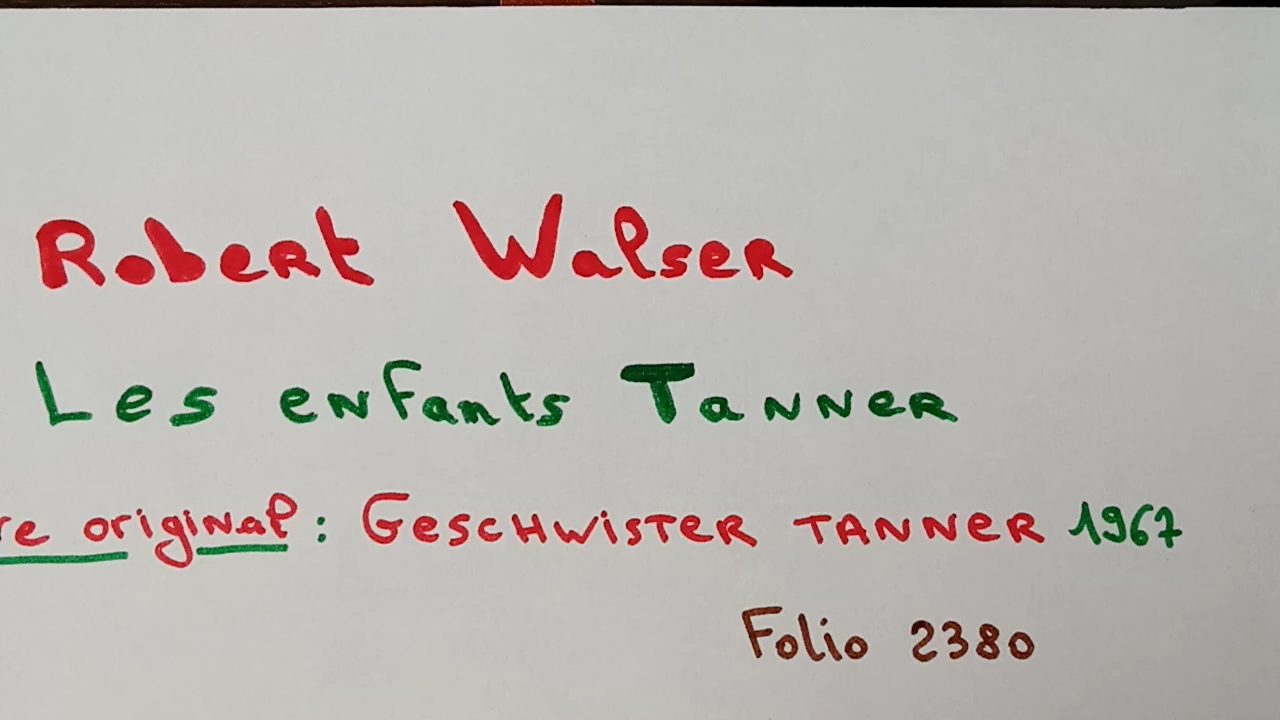 Robert Walser
Les enfants Tanner
re original : GESCHWISTER TANNER 1967
Folio 2380